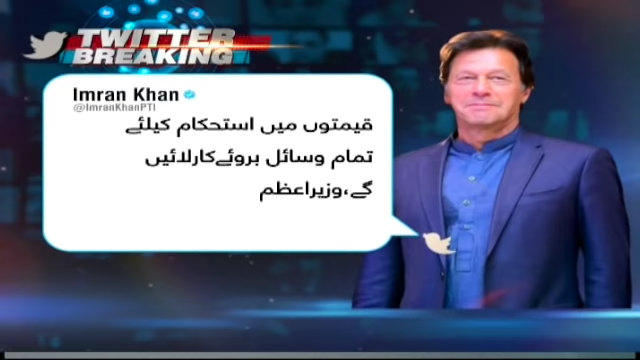 TWITTER
BREAKING
Imran Khan
@ImranKhanPTI
قیمتوں میں استحکام کیلئے
تمام وسائل بروئےکارلائیں
گے،وزیراعظم